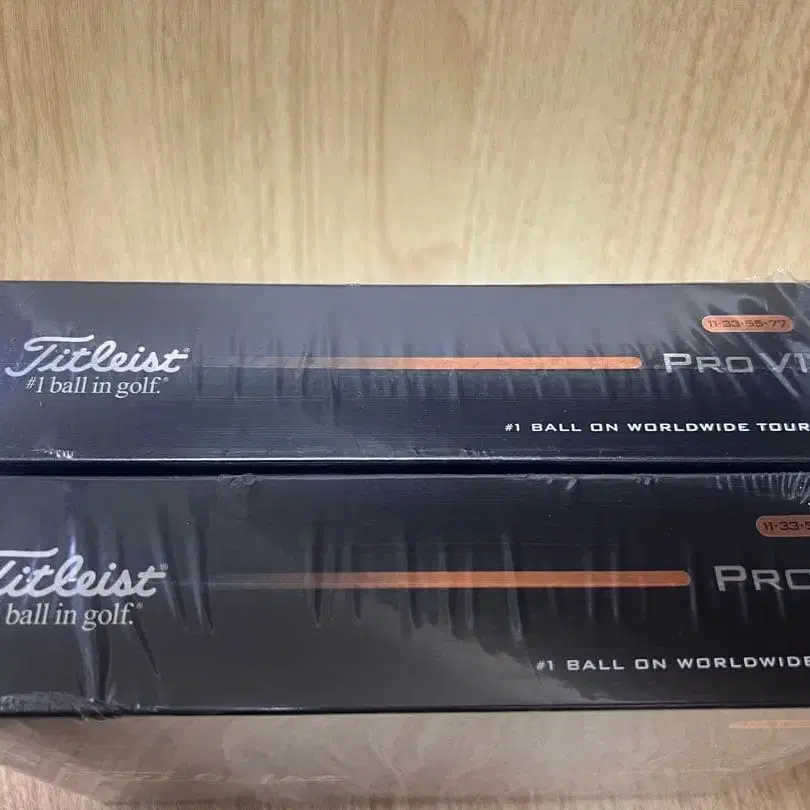 11·33·55·77
Titleist®
PRO V1
#1 ball in golf.®
#1 BALL ON WORLDWIDE TOUR
11·33·5
Titleist®
PRO
ball in golf.®
#1 BALL ON WORLDWIDE